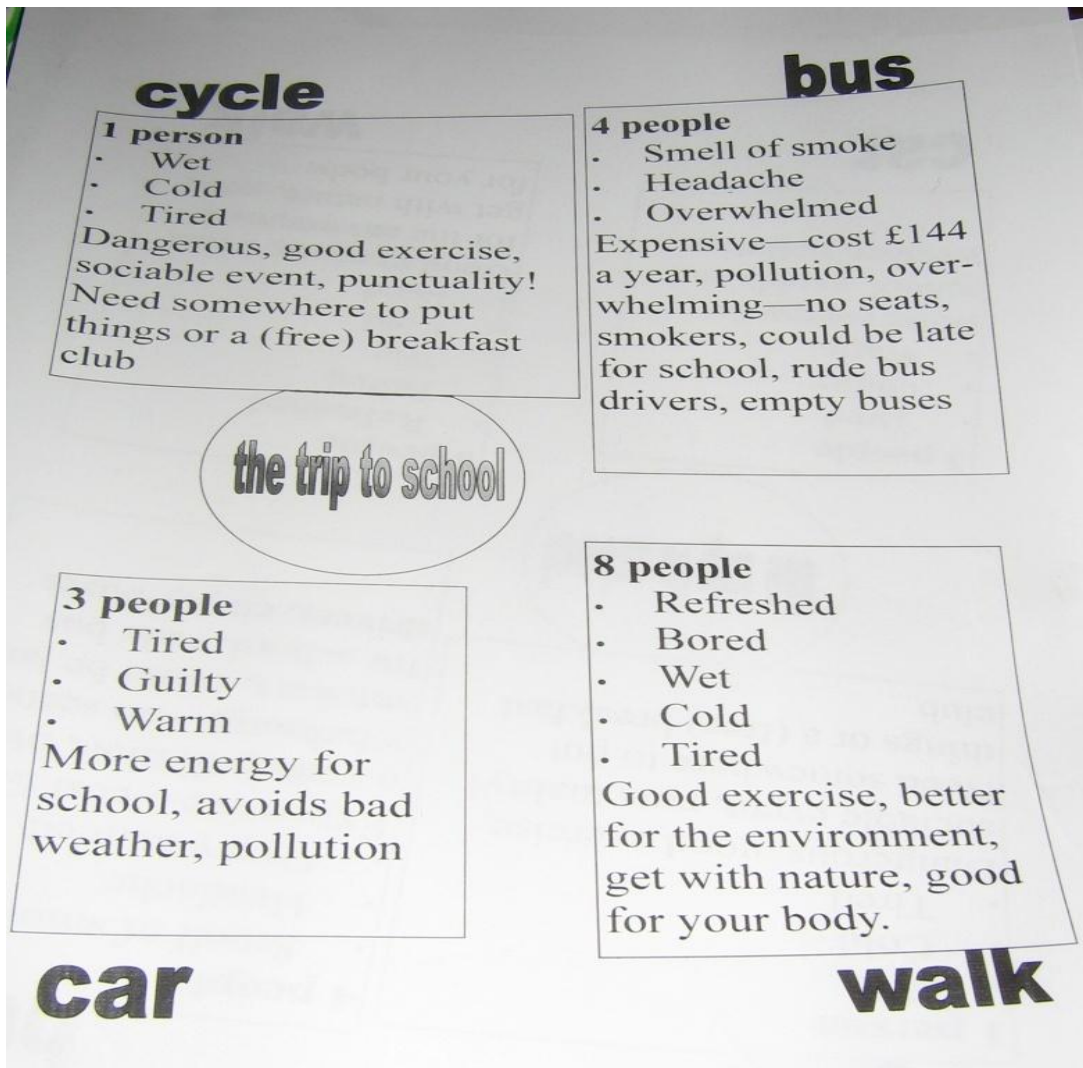 cycle
1 person
• Wet
• Cold
• Tired
Dangerous, good exercise,
sociable event, punctuality!
Need somewhere to put
things or a (free) breakfast
club
bus
4 people
• Smell of smoke
• Headache
• Overwhelmed
Expensive—cost £144
a year, pollution, over-
whelming—no seats,
smokers, could be late
for school, rude bus
drivers, empty buses
the trip to school
3 people
• Tired
• Guilty
• Warm
More energy for
school, avoids bad
weather, pollution
car
8 people
• Refreshed
• Bored
• Wet
• Cold
• Tired
Good exercise, better
for the environment,
get with nature, good
for your body.
walk